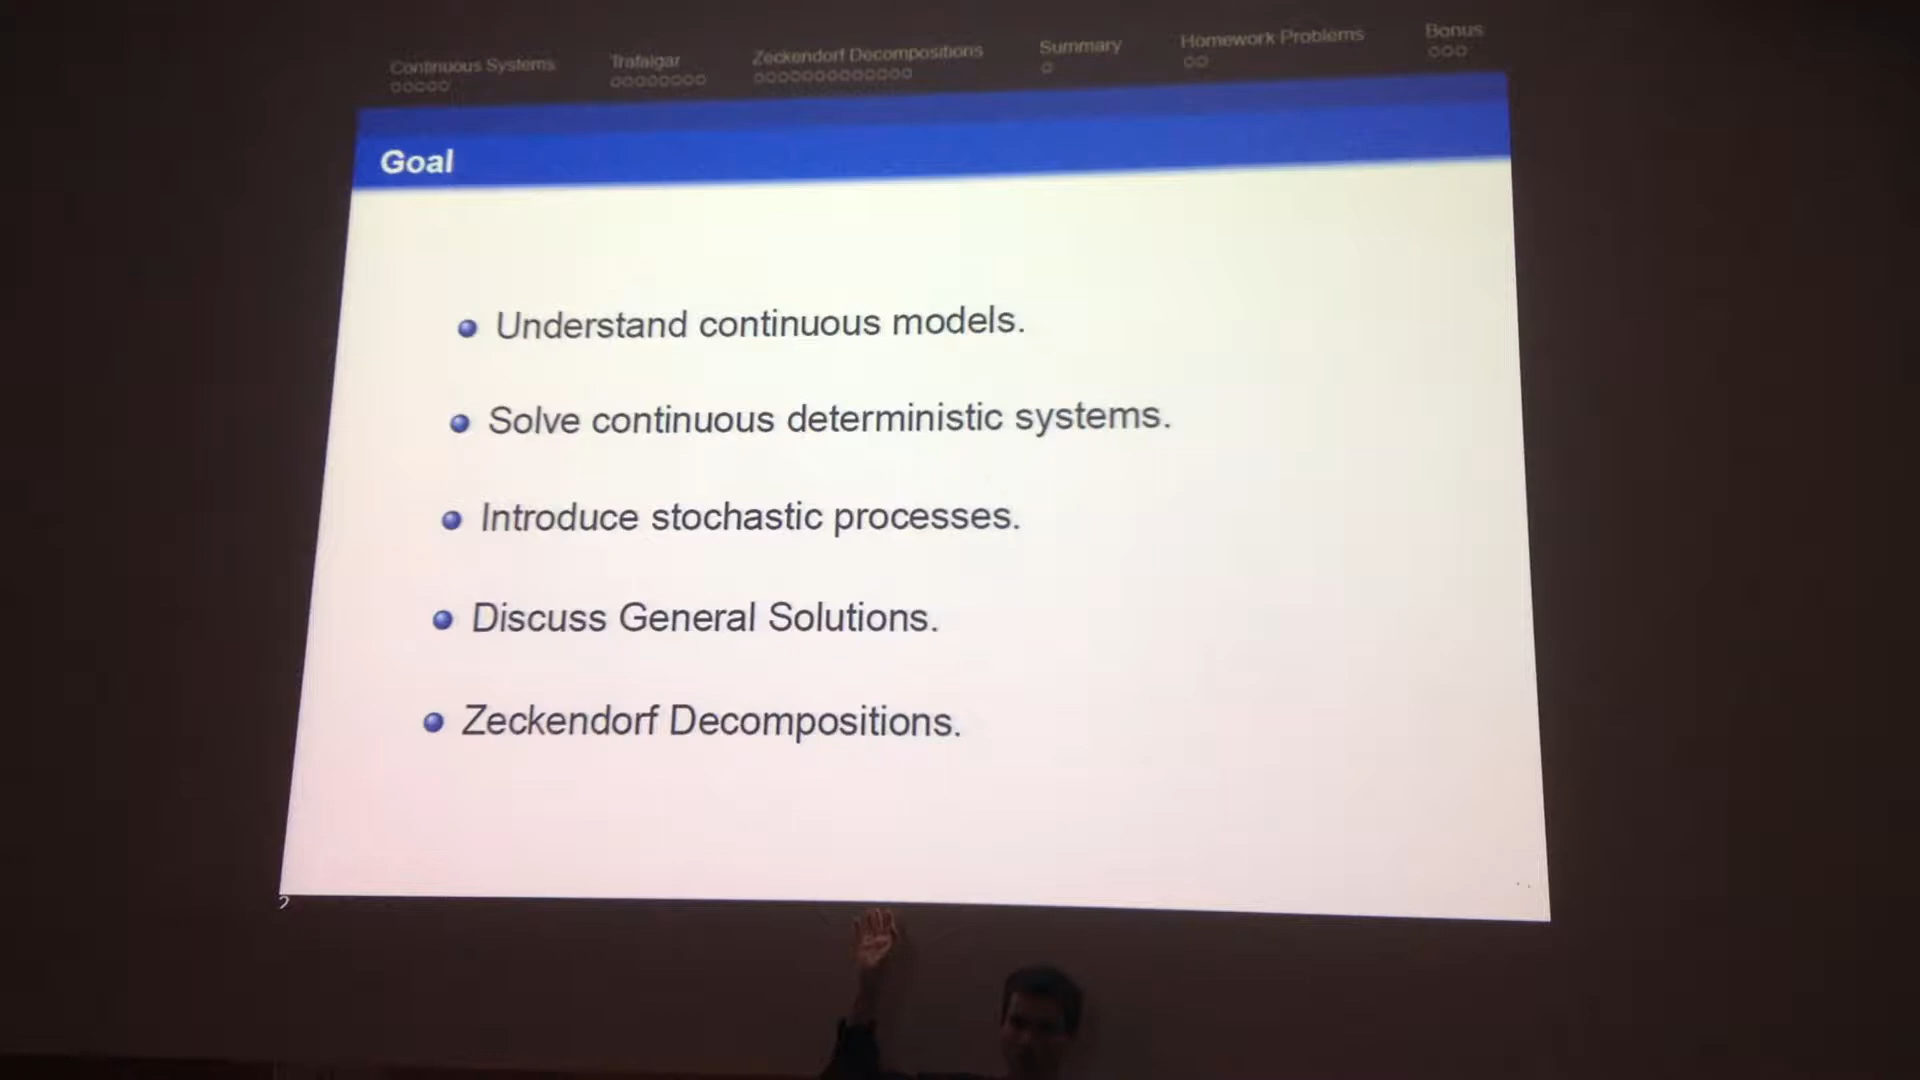 Continuous Systems Trafalgar Zeckendorf Decompositions Summary Homework Problems Bonus
Goal
Understand continuous models.
Solve continuous deterministic systems.
Introduce stochastic processes.
Discuss General Solutions.
Zeckendorf Decompositions.
2